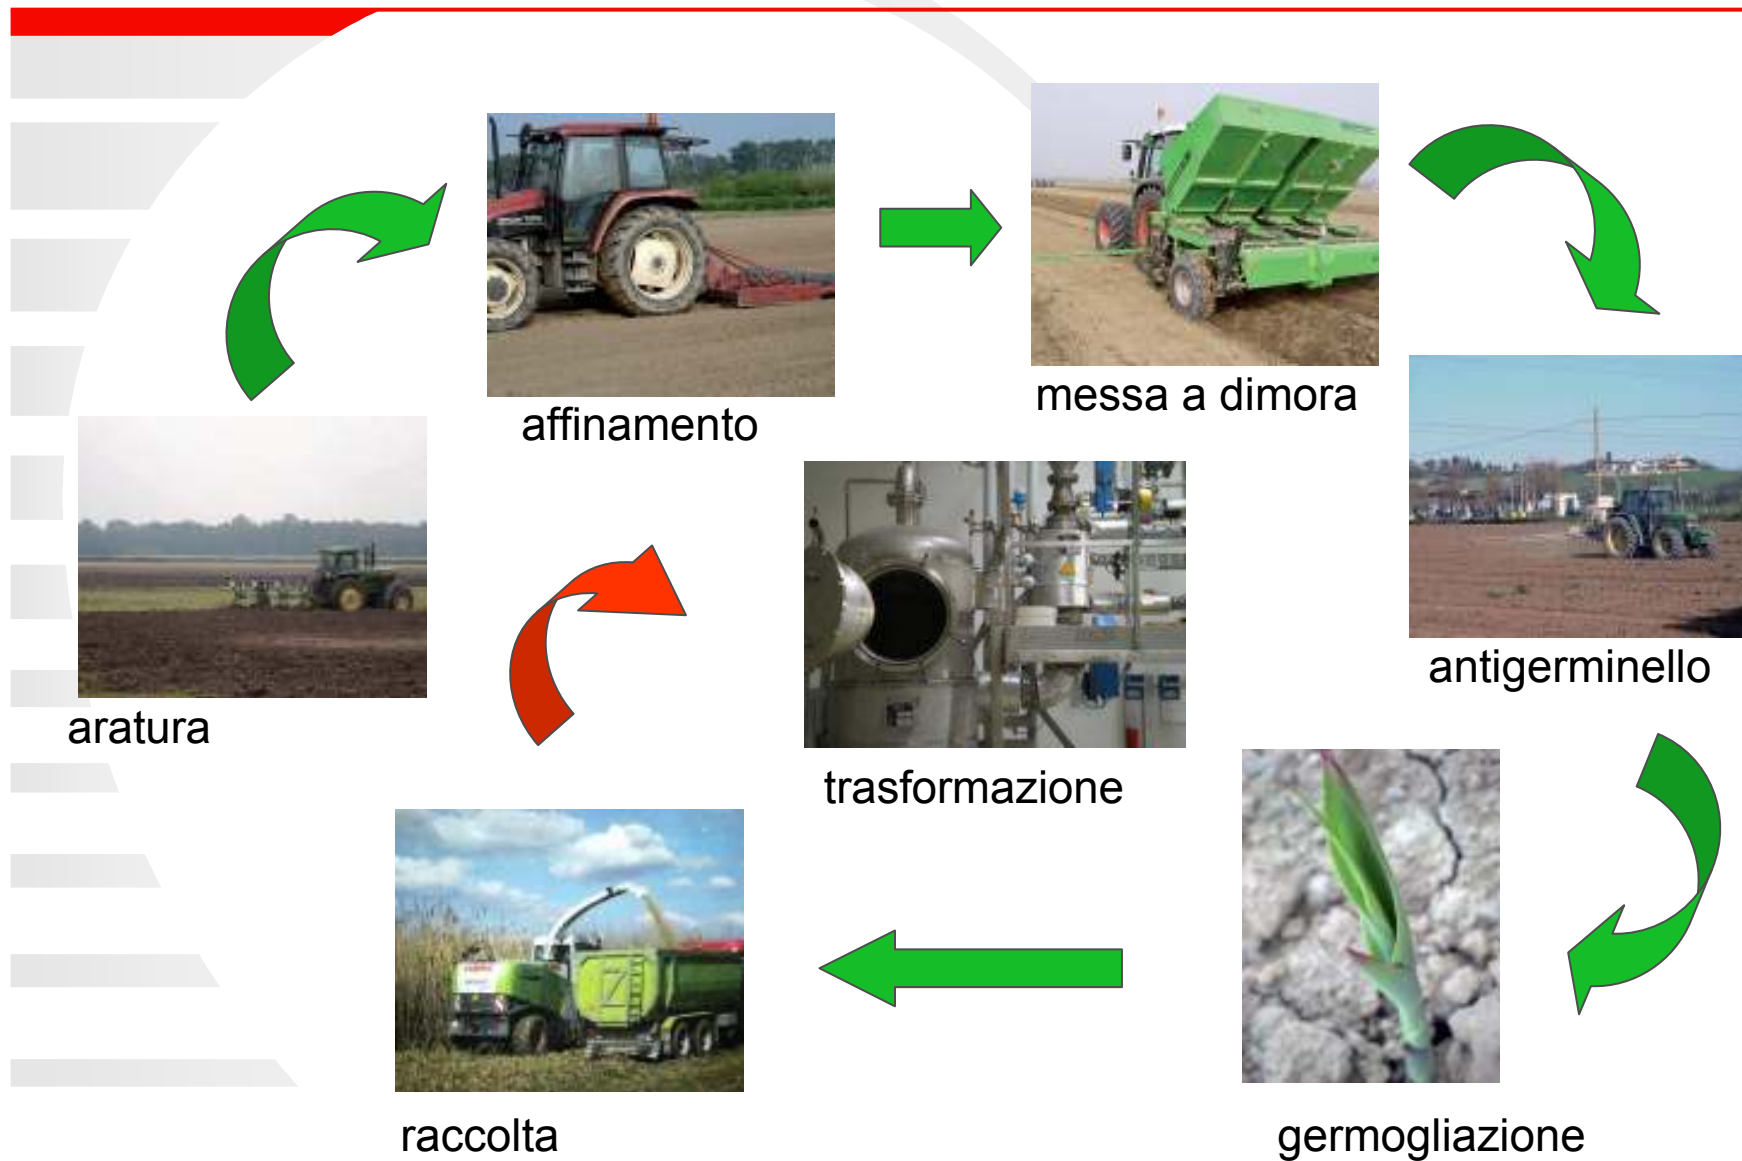 aratura
affinamento
messa a dimora
antigerminello
germogliazione
raccolta
trasformazione